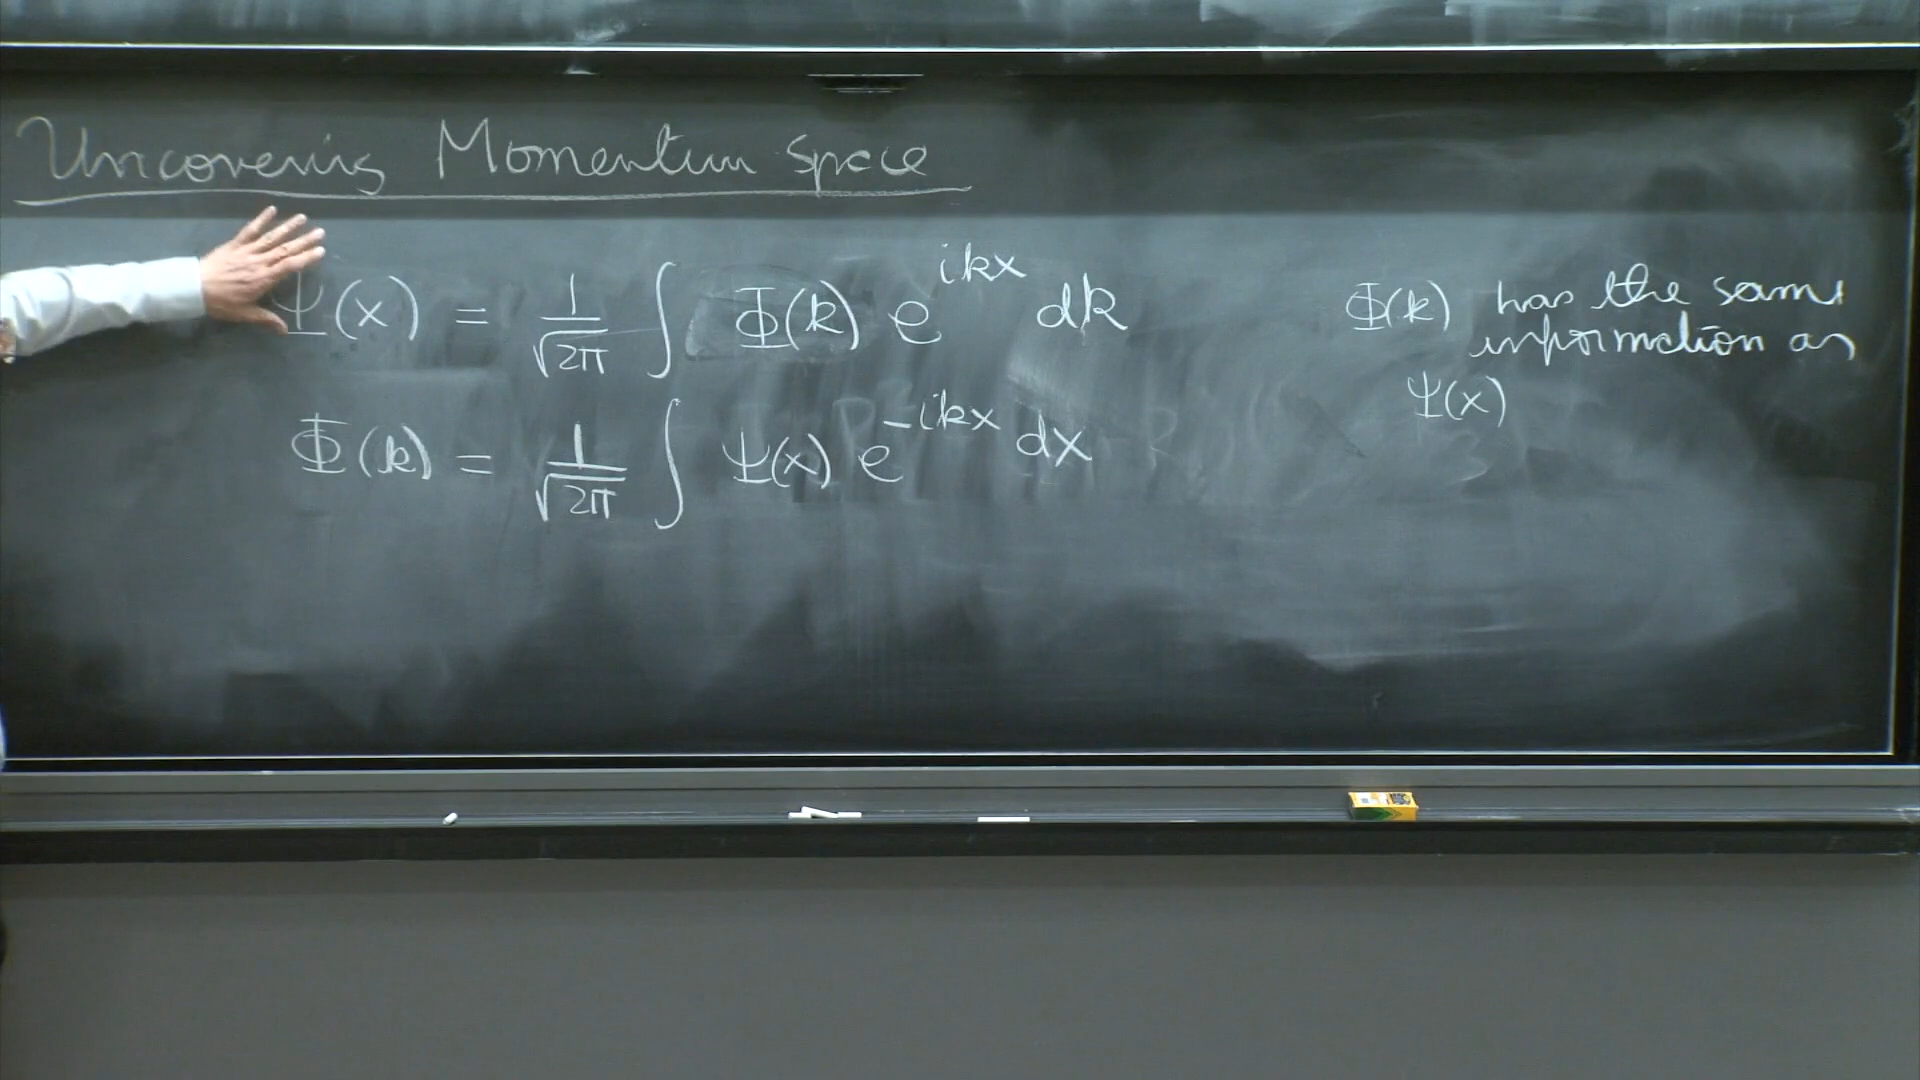 Uncovering Momentum space
Ψ(x) = 1/√2π ∫ Φ(k) e^{ikx} dk
Φ(k) = 1/√2π ∫ Ψ(x) e^{-ikx} dx
Φ(k) has the same
information as
Ψ(x)